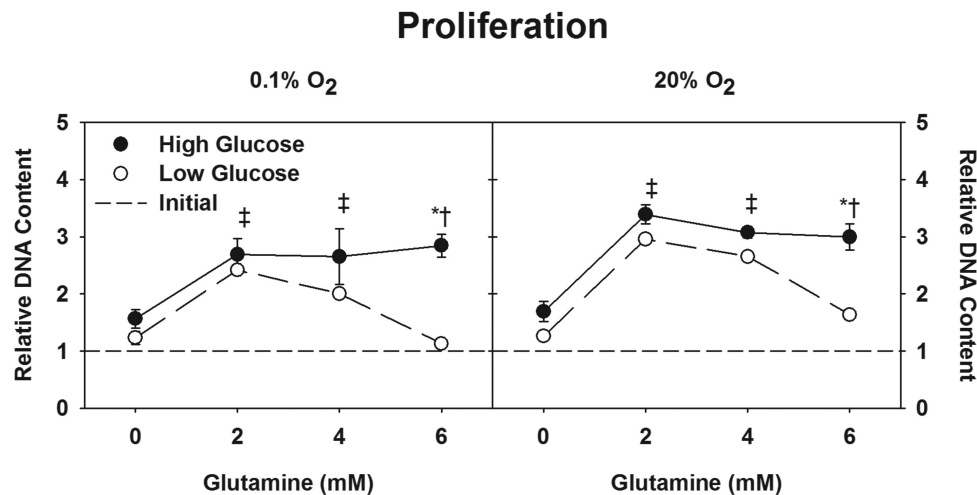 Proliferation
0.1% O2
20% O2
5
4
3
2
1
0
Relative DNA Content
High Glucose
Low Glucose
Initial
‡
‡
*†
‡
‡
*†
5
4
3
2
1
0
Relative DNA Content
0 2 4 6
0 2 4 6
Glutamine (mM)
Glutamine (mM)